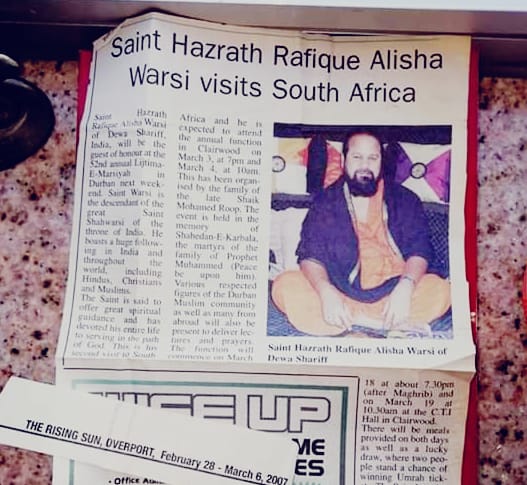 Saint Hazrath Rafique Alisha
Warsi visits South Africa
Saint Hazrath
Rafique Alisha Warsi
of Dewa Shariff,
India, will be the
guest of honour at the
52nd annual Lijtima-
E-Marsiyah in
Durban next week-
end. Saint Warsi is
the descendant of the
great Saint
Shahwarsi of the
throne of India. He
boasts a huge follow-
ing in India and
throughout the
world, including
Hindus, Christians
and Muslims.
The Saint is said to
offer great spiritual
guidance and has
devoted his entire life
to serving in the path
of God. This is his
second visit to South
Africa and he is
expected to attend
the annual function
in Clairwood on
March 3, at 7pm and
March 4, at 10am.
This has been organ-
ised by the family of
the late Shaik
Mohamed Roop. The
event is held in the
memory of
Shahedan-E-Karbala,
the martyrs of the
family of Prophet
Muhammed (Peace
be upon him).
Various respected
figures of the Durban
Muslim community
as well as many from
abroad will also be
present to deliver lec-
tures and prayers.
The function will
commence on March
Saint Hazrath Rafique Alisha Warsi of
Dewa Shariff
18 at about 7.30pm
(after Maghrib) and
on March 19 at
10.30am at the C.T.I
Hall in Clairwood.
There will be meals
provided on both days
as well as a lucky
draw, where two peo-
ple stand a chance of
winning Umrah tick-
UP
ME
ES
THE RISING SUN, OVERPORT, February 28 - March 6, 2007
· Office